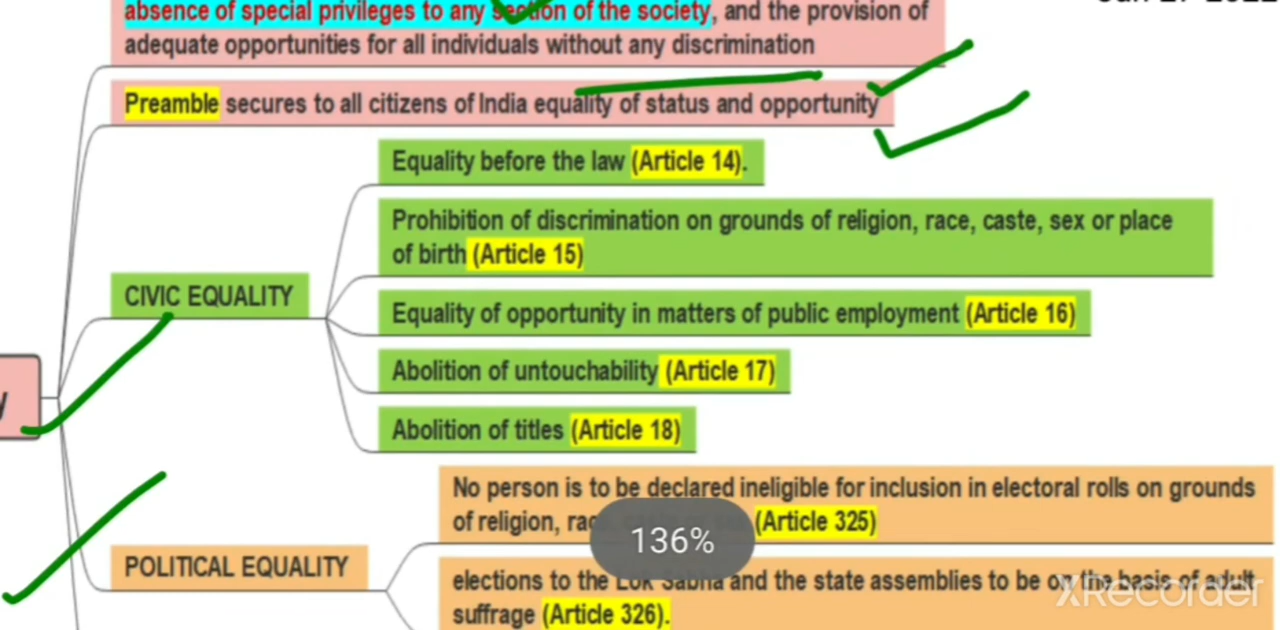 absence of special privileges to any section of the society, and the provision of
adequate opportunities for all individuals without any discrimination
Preamble secures to all citizens of India equality of status and opportunity
Equality before the law (Article 14).
Prohibition of discrimination on grounds of religion, race, caste, sex or place
of birth (Article 15)
CIVIC EQUALITY
Equality of opportunity in matters of public employment (Article 16)
Abolition of untouchability (Article 17)
Abolition of titles (Article 18)
No person is to be declared ineligible for inclusion in electoral rolls on grounds
of religion, (Article 325)
136%
POLITICAL EQUALITY
elections to the Lok Sabha and the state assemblies to be on the basis of adult
suffrage (Article 326).
XRecorder